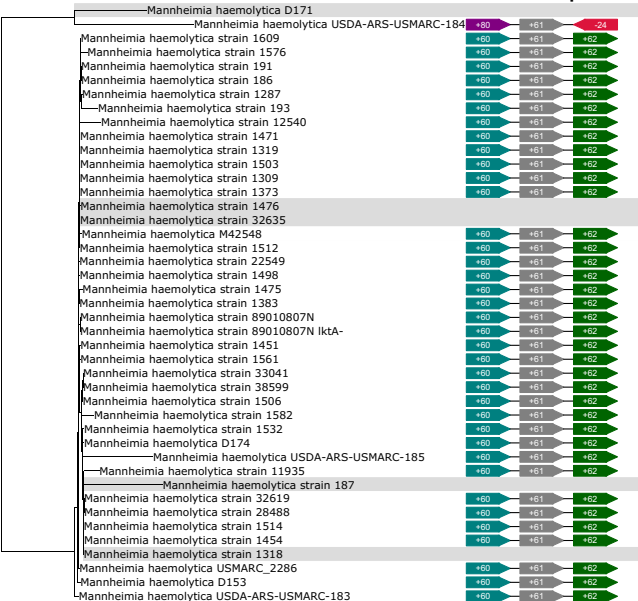 Mannheimia haemolytica D171
Mannheimia haemolytica USDA-ARS-USMARC-184 +80 +61 -24
Mannheimia haemolytica strain 1609 +60 +61 +62
Mannheimia haemolytica strain 1576 +60 +61 +62
Mannheimia haemolytica strain 191 +60 +61 +62
Mannheimia haemolytica strain 186 +60 +61 +62
Mannheimia haemolytica strain 1287 +60 +61 +62
Mannheimia haemolytica strain 193 +60 +61 +62
Mannheimia haemolytica strain 12540 +60 +61 +62
Mannheimia haemolytica strain 1471 +60 +61 +62
Mannheimia haemolytica strain 1319 +60 +61 +62
Mannheimia haemolytica strain 1503 +60 +61 +62
Mannheimia haemolytica strain 1309 +60 +61 +62
Mannheimia haemolytica strain 1373 +60 +61 +62
Mannheimia haemolytica strain 1476
Mannheimia haemolytica strain 32635
Mannheimia haemolytica M42548 +60 +61 +62
Mannheimia haemolytica strain 1512 +60 +61 +62
Mannheimia haemolytica strain 22549 +60 +61 +62
Mannheimia haemolytica strain 1498 +60 +61 +62
Mannheimia haemolytica strain 1475 +60 +61 +62
Mannheimia haemolytica strain 1383 +60 +61 +62
Mannheimia haemolytica strain 89010807N +60 +61 +62
Mannheimia haemolytica strain 89010807N lktA- +60 +61 +62
Mannheimia haemolytica strain 1451 +60 +61 +62
Mannheimia haemolytica strain 1561 +60 +61 +62
Mannheimia haemolytica strain 33041 +60 +61 +62
Mannheimia haemolytica strain 38599 +60 +61 +62
Mannheimia haemolytica strain 1506 +60 +61 +62
Mannheimia haemolytica strain 1582 +60 +61 +62
Mannheimia haemolytica strain 1532 +60 +61 +62
Mannheimia haemolytica D174 +60 +61 +62
Mannheimia haemolytica USDA-ARS-USMARC-185 +60 +61 +62
Mannheimia haemolytica strain 11935 +60 +61 +62
Mannheimia haemolytica strain 187
Mannheimia haemolytica strain 32619 +60 +61 +62
Mannheimia haemolytica strain 28488 +60 +61 +62
Mannheimia haemolytica strain 1514 +60 +61 +62
Mannheimia haemolytica strain 1454 +60 +61 +62
Mannheimia haemolytica strain 1318
Mannheimia haemolytica USMARC_2286 +60 +61 +62
Mannheimia haemolytica D153 +60 +61 +62
Mannheimia haemolytica USDA-ARS-USMARC-183 +60 +61 +62